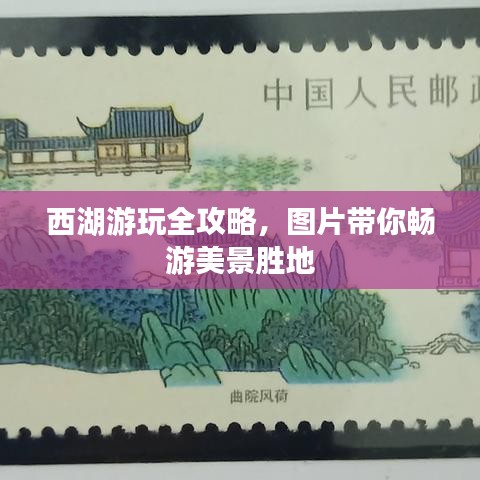 中国人民邮政
西湖游玩全攻略，图片带你畅
游美景胜地
曲院风荷